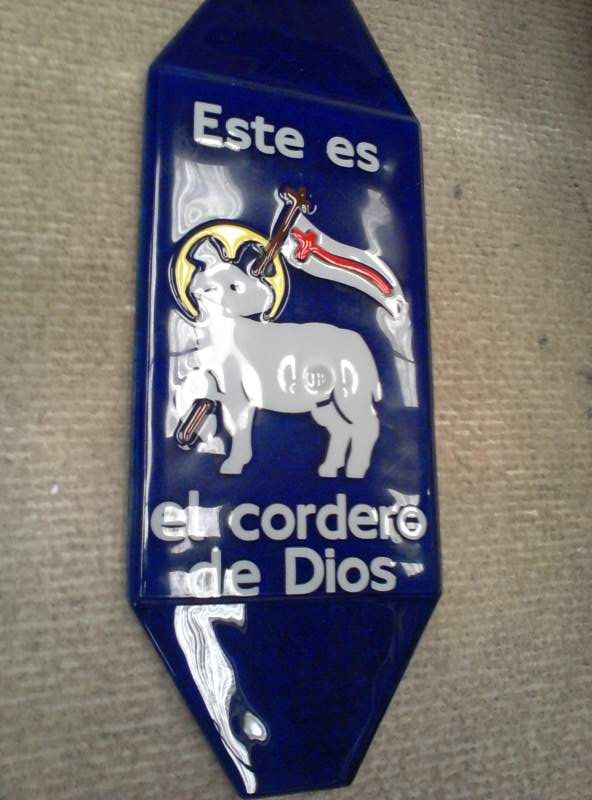 Este es
el cordero
de Dios